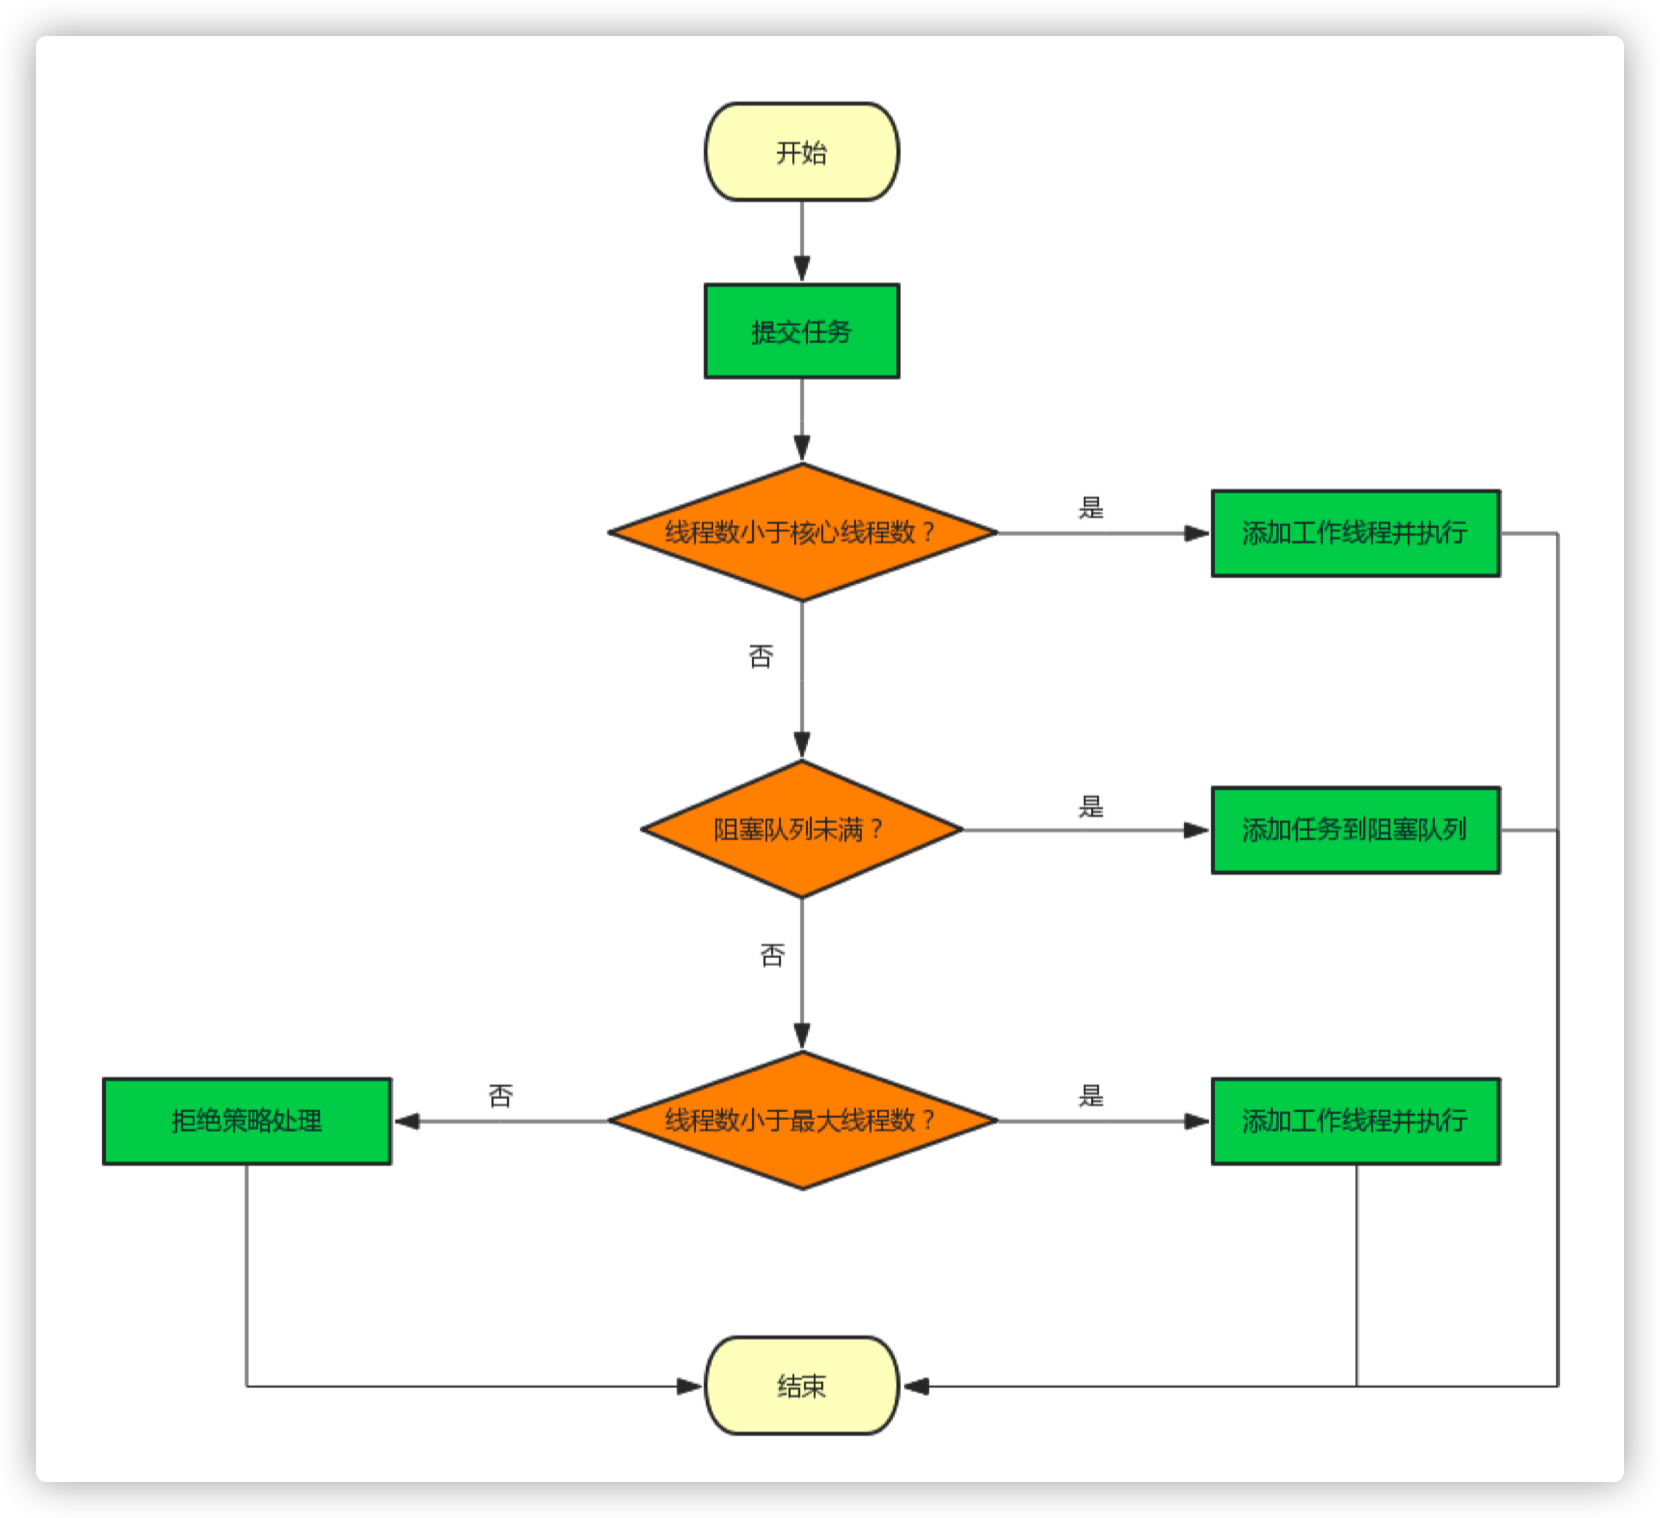 开始
提交任务
线程数小于核心线程数？
是
添加工作线程并执行
否
阻塞队列未满？
是
添加任务到阻塞队列
否
拒绝策略处理
否
线程数小于最大线程数？
是
添加工作线程并执行
结束